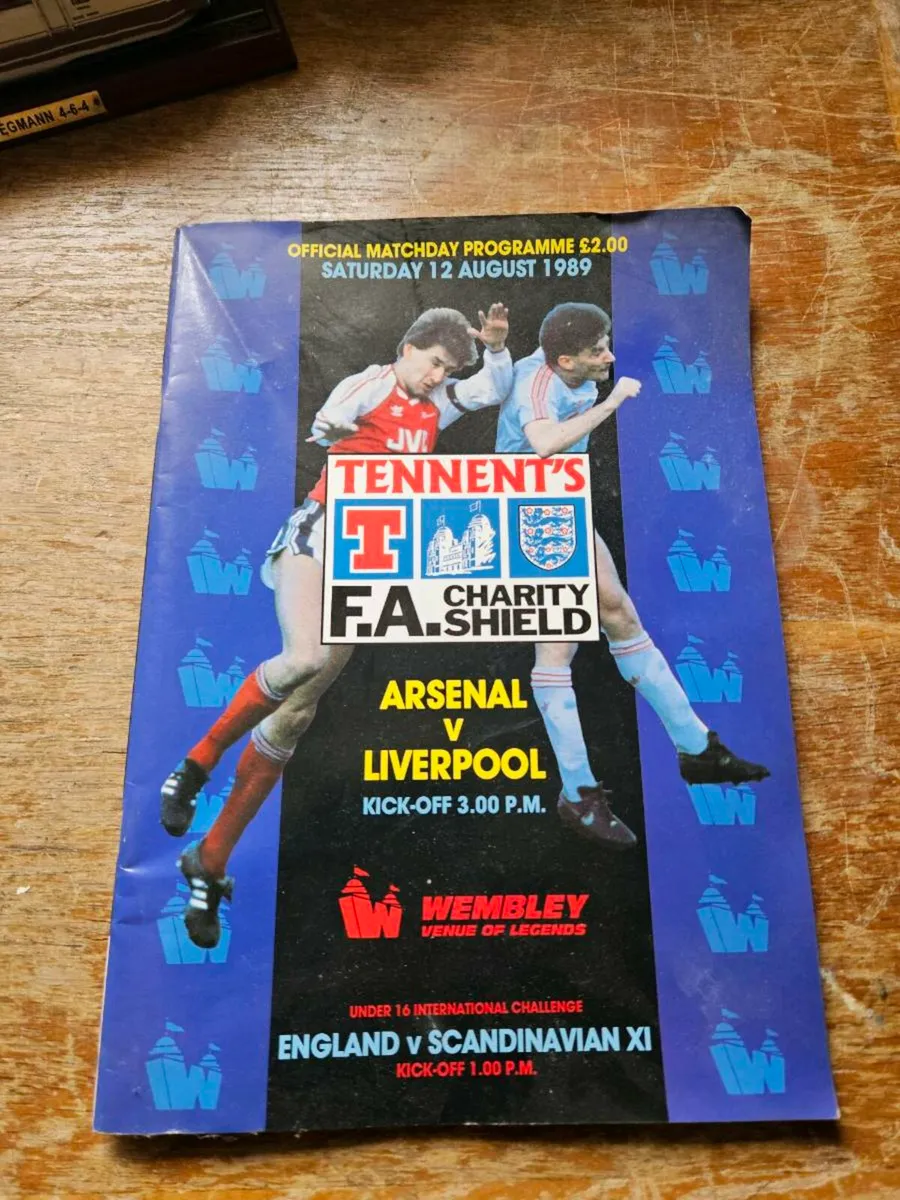 EGMANN 4-6-4
OFFICIAL MATCHDAY PROGRAMME £2.00
SATURDAY 12 AUGUST 1989
JVC
TENNENT'S
T
F.A. CHARITY SHIELD
ARSENAL
V
LIVERPOOL
KICK-OFF 3.00 P.M.
W WEMBLEY
VENUE OF LEGENDS
UNDER 16 INTERNATIONAL CHALLENGE
ENGLAND v SCANDINAVIAN XI
KICK-OFF 1.00 P.M.